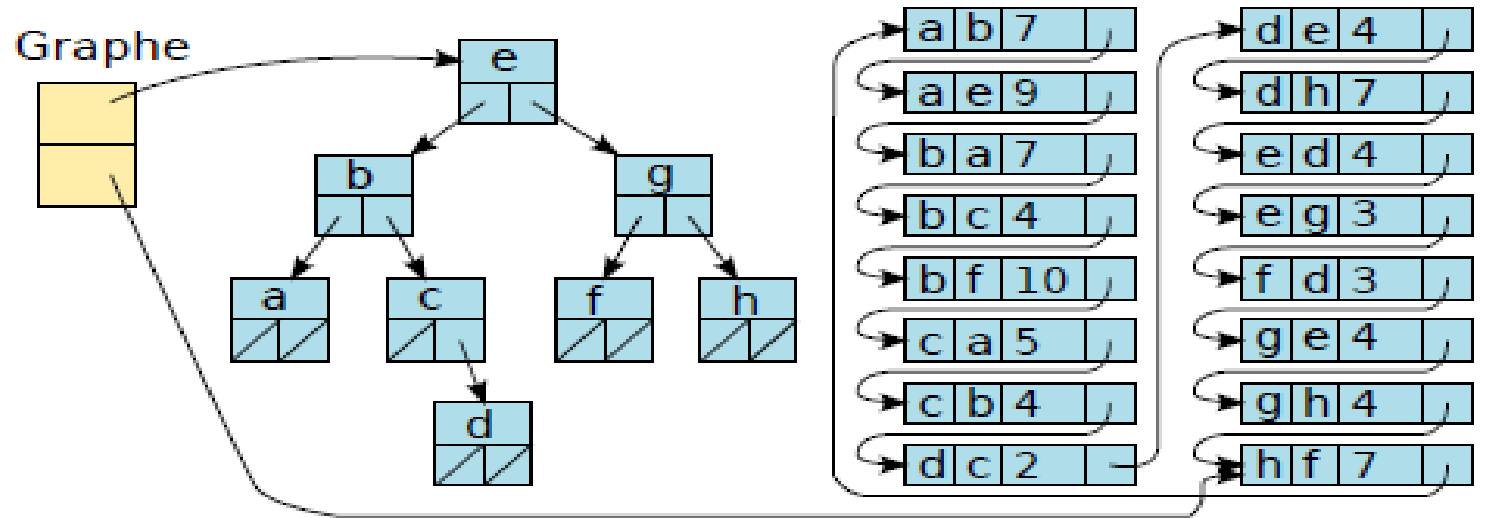 Graphe
e
b g
a c f h
d
a b 7
a e 9
b a 7
b c 4
b f 10
c a 5
c b 4
d c 2
d e 4
d h 7
e d 4
e g 3
f d 3
g e 4
g h 4
h f 7